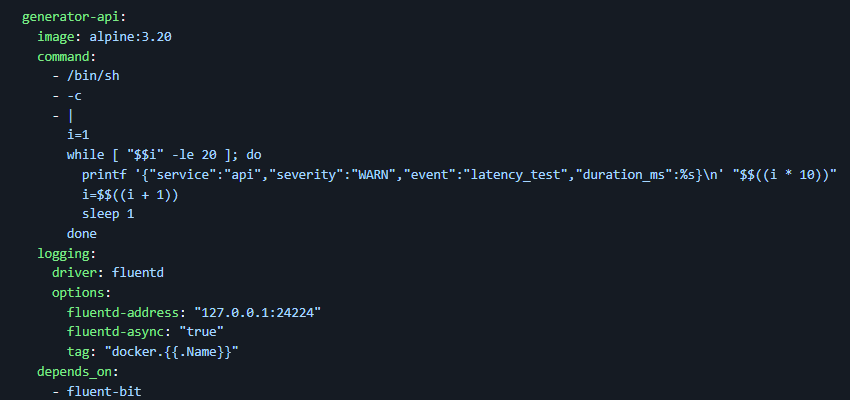 generator-api:
  image: alpine:3.20
  command:
    - /bin/sh
    - -c
    - |
      i=1
      while [ "$$i" -le 20 ]; do
        printf '{"service":"api","severity":"WARN","event":"latency_test","duration_ms":%s}\n' "$$((i * 10))"
        i=$$((i + 1))
        sleep 1
      done
  logging:
    driver: fluentd
    options:
      fluentd-address: "127.0.0.1:24224"
      fluentd-async: "true"
      tag: "docker.{{.Name}}"
  depends_on:
    - fluent-bit